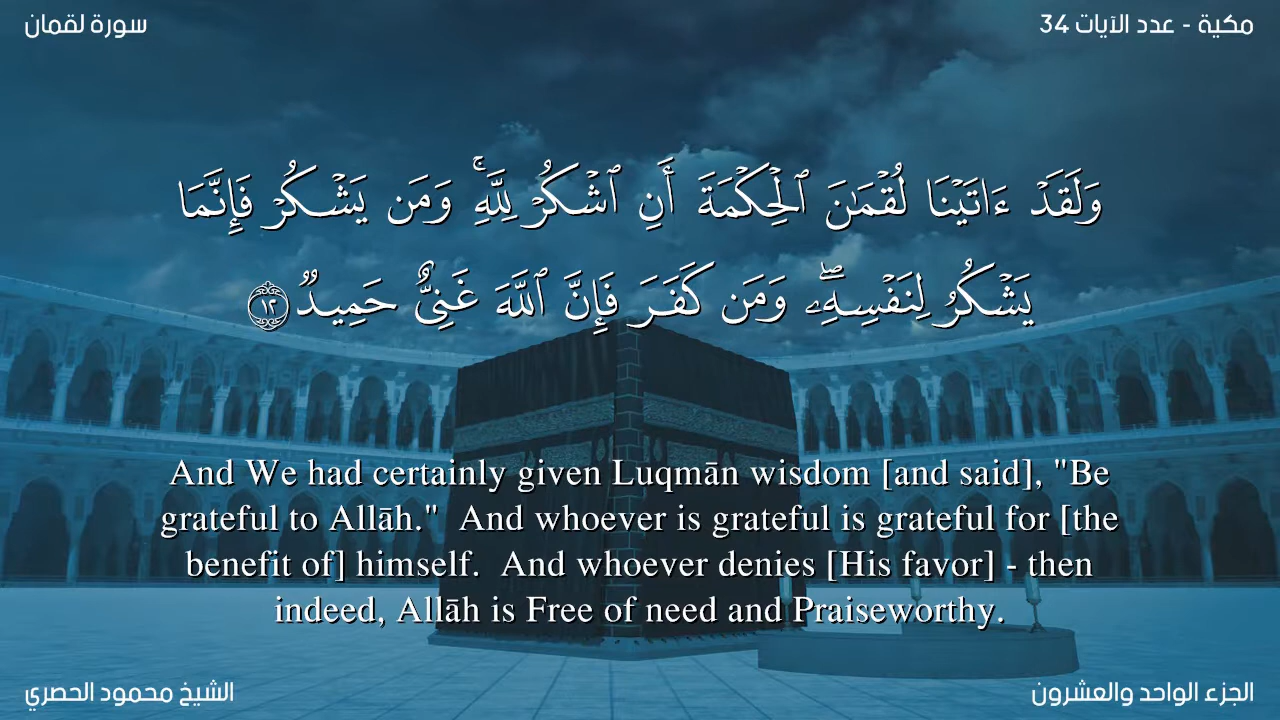 مكية - عدد الآيات 34
سورة لقمان
وَلَقَدْ ءَاتَيْنَا لُقْمَـٰنَ ٱلْحِكْمَةَ أَنِ ٱشْكُرْ لِلَّهِ ۚ وَمَن يَشْكُرْ فَإِنَّمَا
يَشْكُرُ لِنَفْسِهِۦ ۖ وَمَن كَفَرَ فَإِنَّ ٱللَّهَ غَنِىٌّ حَمِيدٌ ١٢
And We had certainly given Luqmān wisdom [and said], "Be
grateful to Allāh."  And whoever is grateful is grateful for [the
benefit of] himself.  And whoever denies [His favor] - then
indeed, Allāh is Free of need and Praiseworthy.
الجزء الواحد والعشرون
الشيخ محمود الحصري